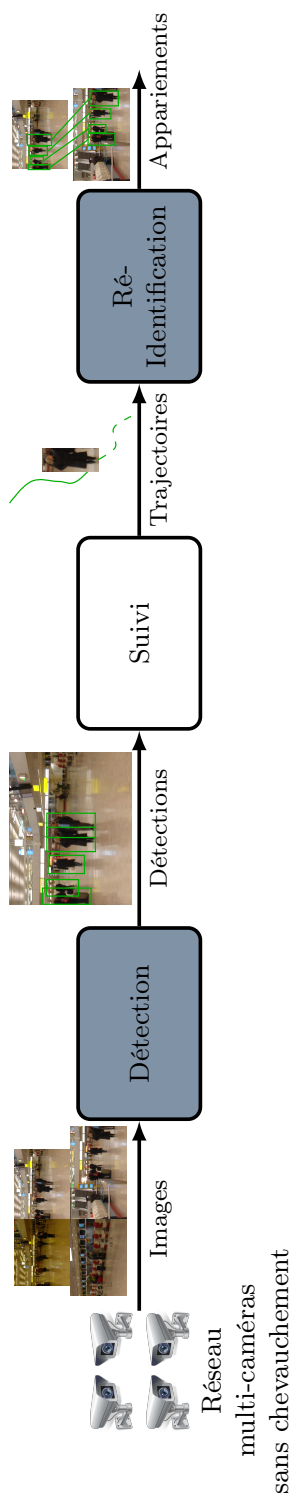 Réseau
multi-caméras
sans chevauchement
Images
Détection
Détections
Suivi
Trajectoires
Ré-
Identification
Appariements